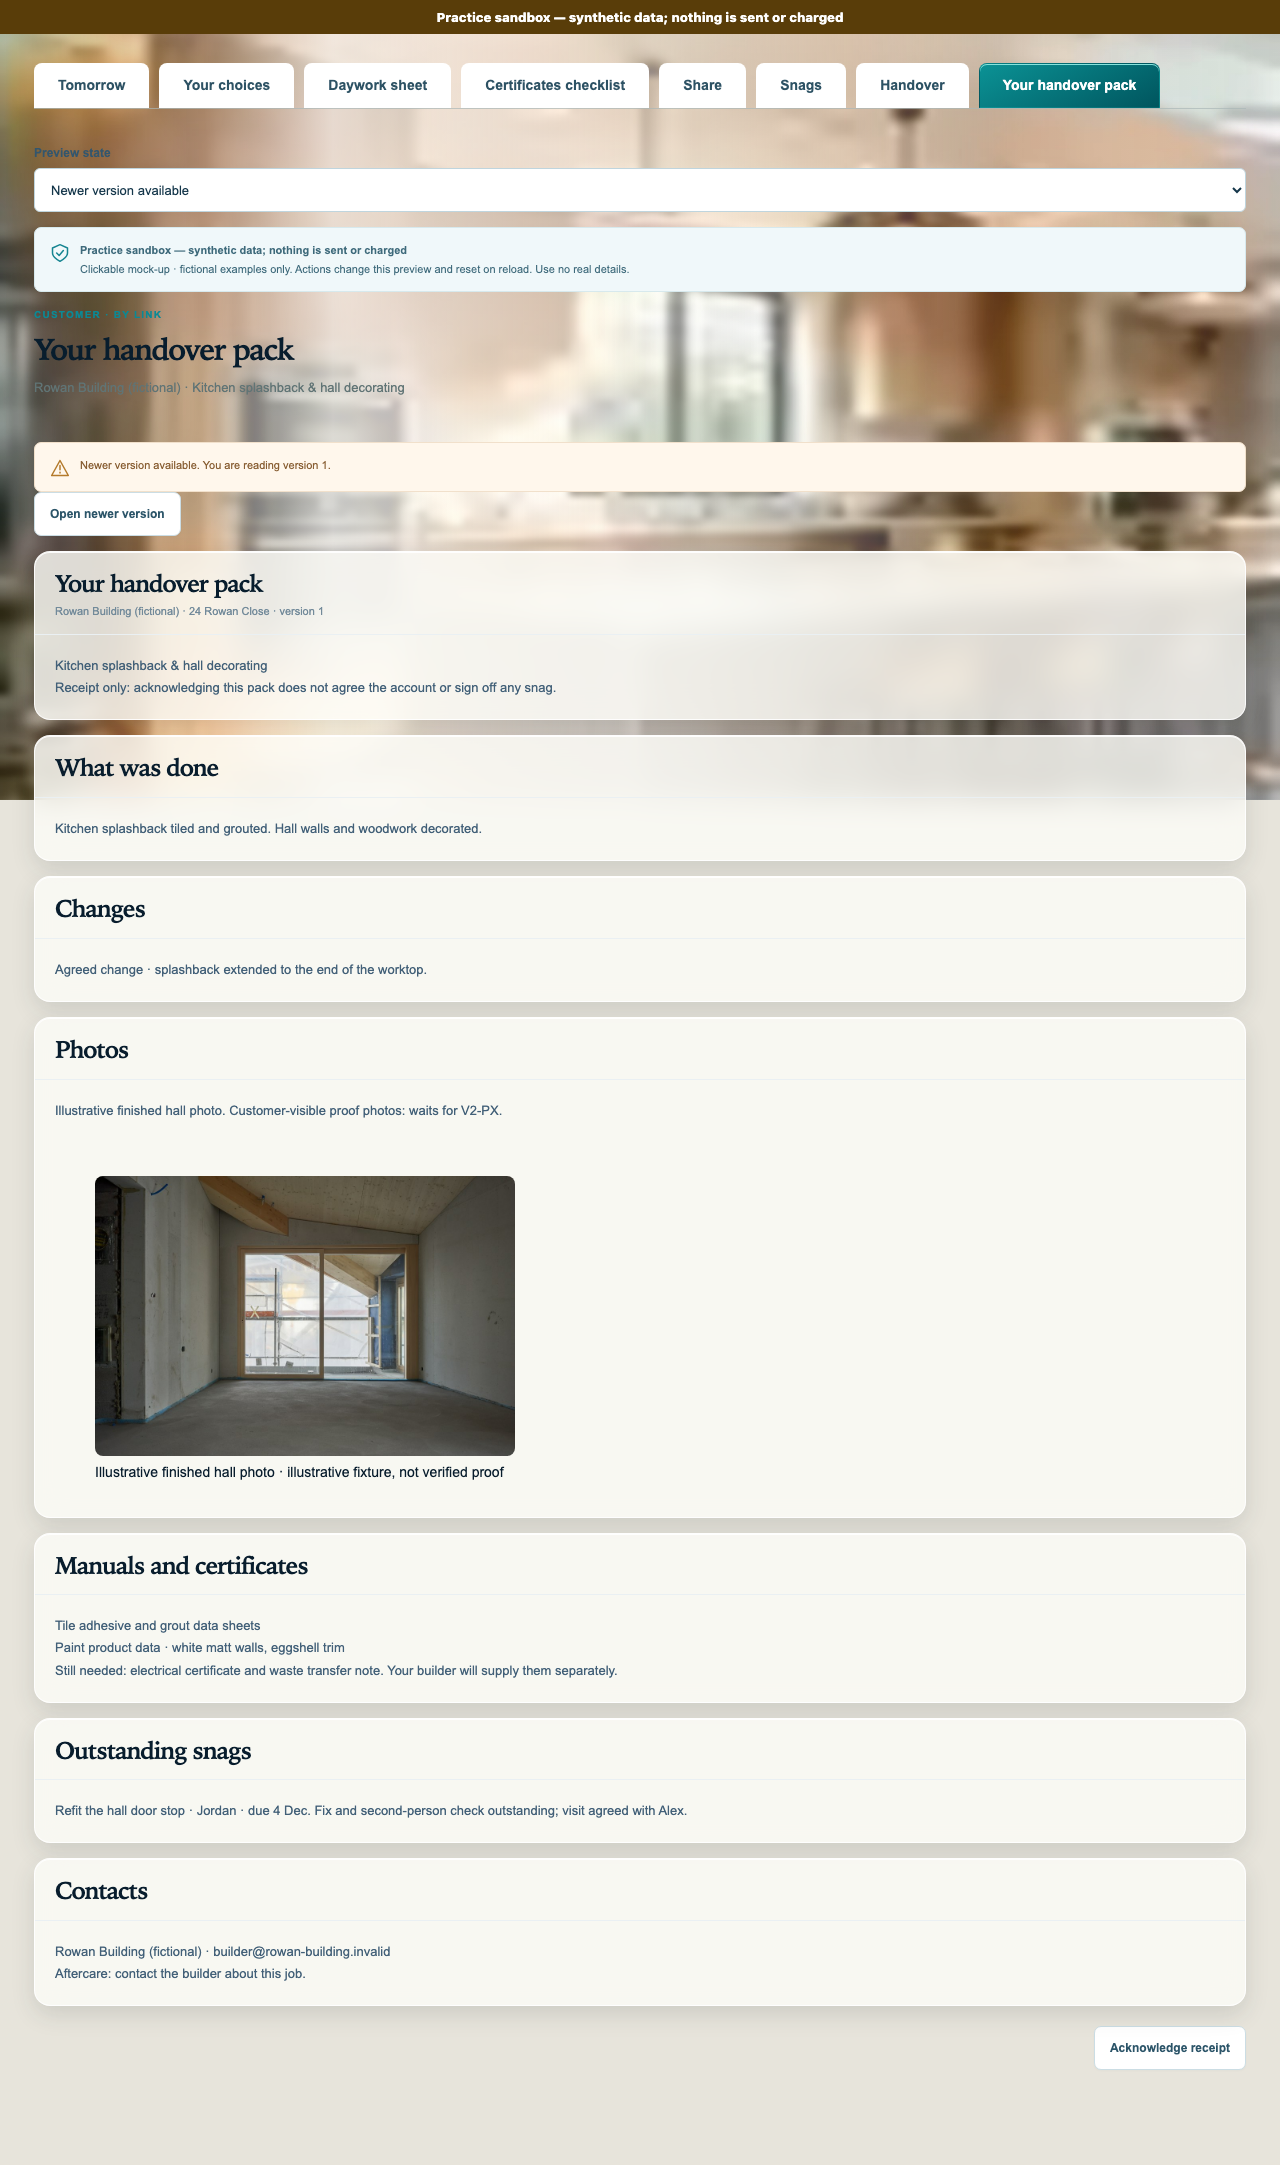 Practice sandbox — synthetic data; nothing is sent or charged
Tomorrow
Your choices
Daywork sheet
Certificates checklist
Share
Snags
Handover
Your handover pack
Preview state
Newer version available
Practice sandbox — synthetic data; nothing is sent or charged
Clickable mock-up · fictional examples only. Actions change this preview and reset on reload. Use no real details.
CUSTOMER · BY LINK
Your handover pack
Rowan Building (fictional) · Kitchen splashback & hall decorating
Newer version available. You are reading version 1.
Open newer version
Your handover pack
Rowan Building (fictional) · 24 Rowan Close · version 1
Kitchen splashback & hall decorating
Receipt only: acknowledging this pack does not agree the account or sign off any snag.
What was done
Kitchen splashback tiled and grouted. Hall walls and woodwork decorated.
Changes
Agreed change · splashback extended to the end of the worktop.
Photos
Illustrative finished hall photo. Customer-visible proof photos: waits for V2-PX.
Illustrative finished hall photo · illustrative fixture, not verified proof
Manuals and certificates
Tile adhesive and grout data sheets
Paint product data · white matt walls, eggshell trim
Still needed: electrical certificate and waste transfer note. Your builder will supply them separately.
Outstanding snags
Refit the hall door stop · Jordan · due 4 Dec. Fix and second-person check outstanding; visit agreed with Alex.
Contacts
Rowan Building (fictional) · builder@rowan-building.invalid
Aftercare: contact the builder about this job.
Acknowledge receipt